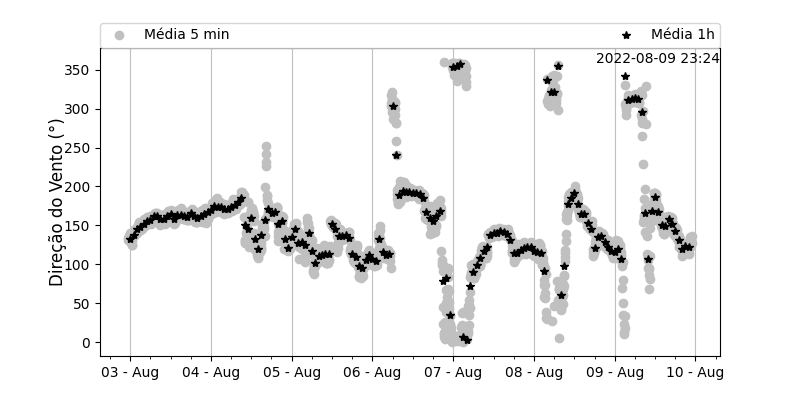 Média 5 min
Média 1h
2022-08-09 23:24
Direção do Vento (°)
350
300
250
200
150
100
50
0
03 - Aug
04 - Aug
05 - Aug
06 - Aug
07 - Aug
08 - Aug
09 - Aug
10 - Aug